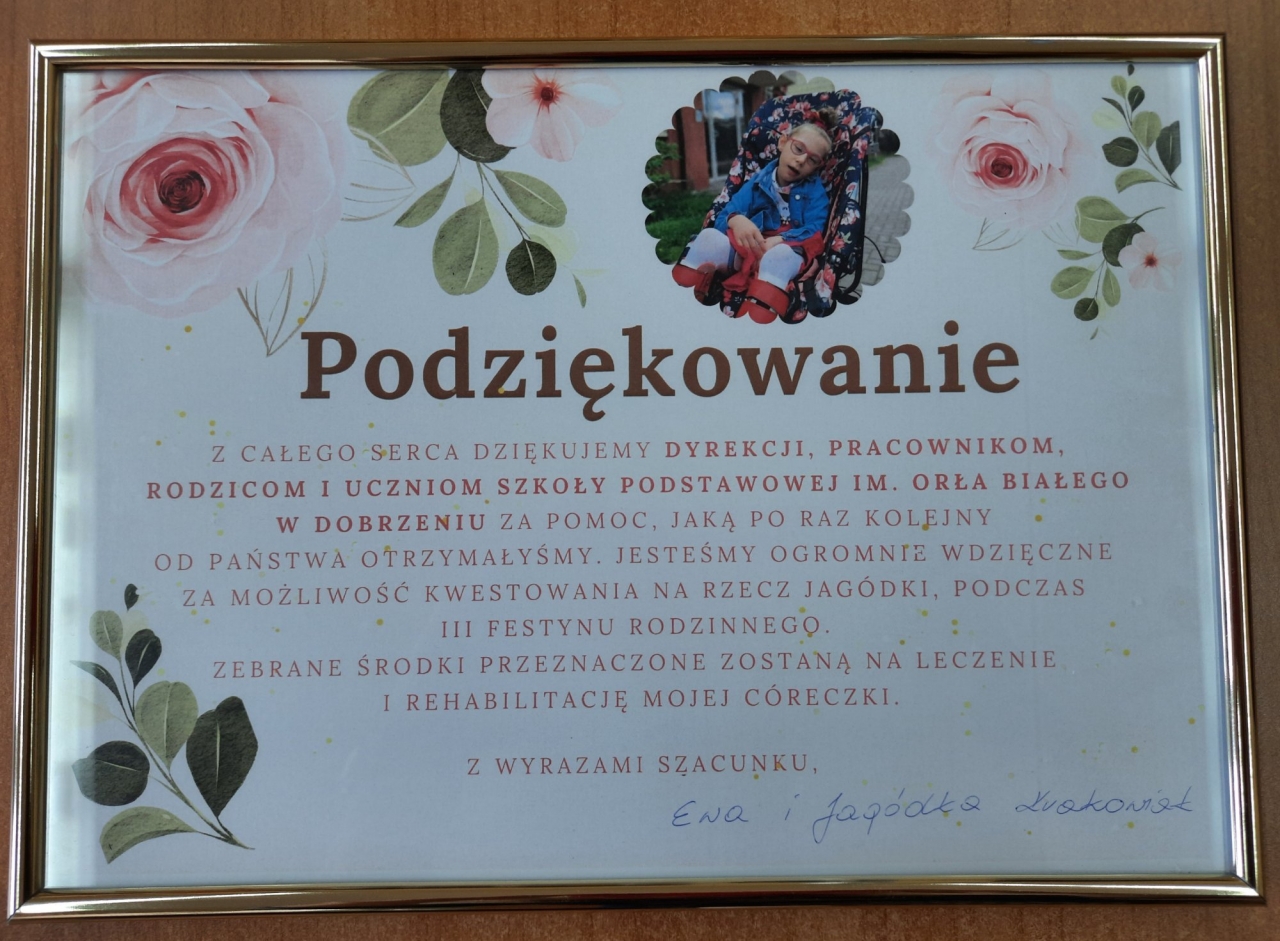 Podziękowanie
Z CAŁEGO SERCA DZIĘKUJEMY DYREKCJI, PRACOWNIKOM,
RODZICOM I UCZNIOM SZKOŁY PODSTAWOWEJ IM. ORŁA BIAŁEGO
W DOBRZENIU ZA POMOC, JAKĄ PO RAZ KOLEJNY
OD PAŃSTWA OTRZYMAŁYŚMY. JESTEŚMY OGROMNIE WDZIĘCZNE
ZA MOŻLIWOŚĆ KWESTOWANIA NA RZECZ JAGÓDKI, PODCZAS
III FESTYNU RODZINNEGO.
ZEBRANE ŚRODKI PRZEZNACZONE ZOSTANĄ NA LECZENIE
I REHABILITACJĘ MOJEJ CÓRECZKI.
Z WYRAZAMI SZACUNKU,
Ewa i Jagódka Krakowiak